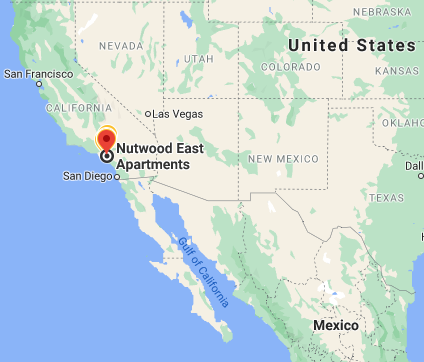 NEBRASKA
NEVADA
United States
UTAH
COLORADO
KANSAS
San Francisco
CALIFORNIA
Las Vegas
OKLAHO
Nutwood East
Apartments
NEW MEXICO
Dall
San Diego
TEXAS
Gulf of California
H
Mexico